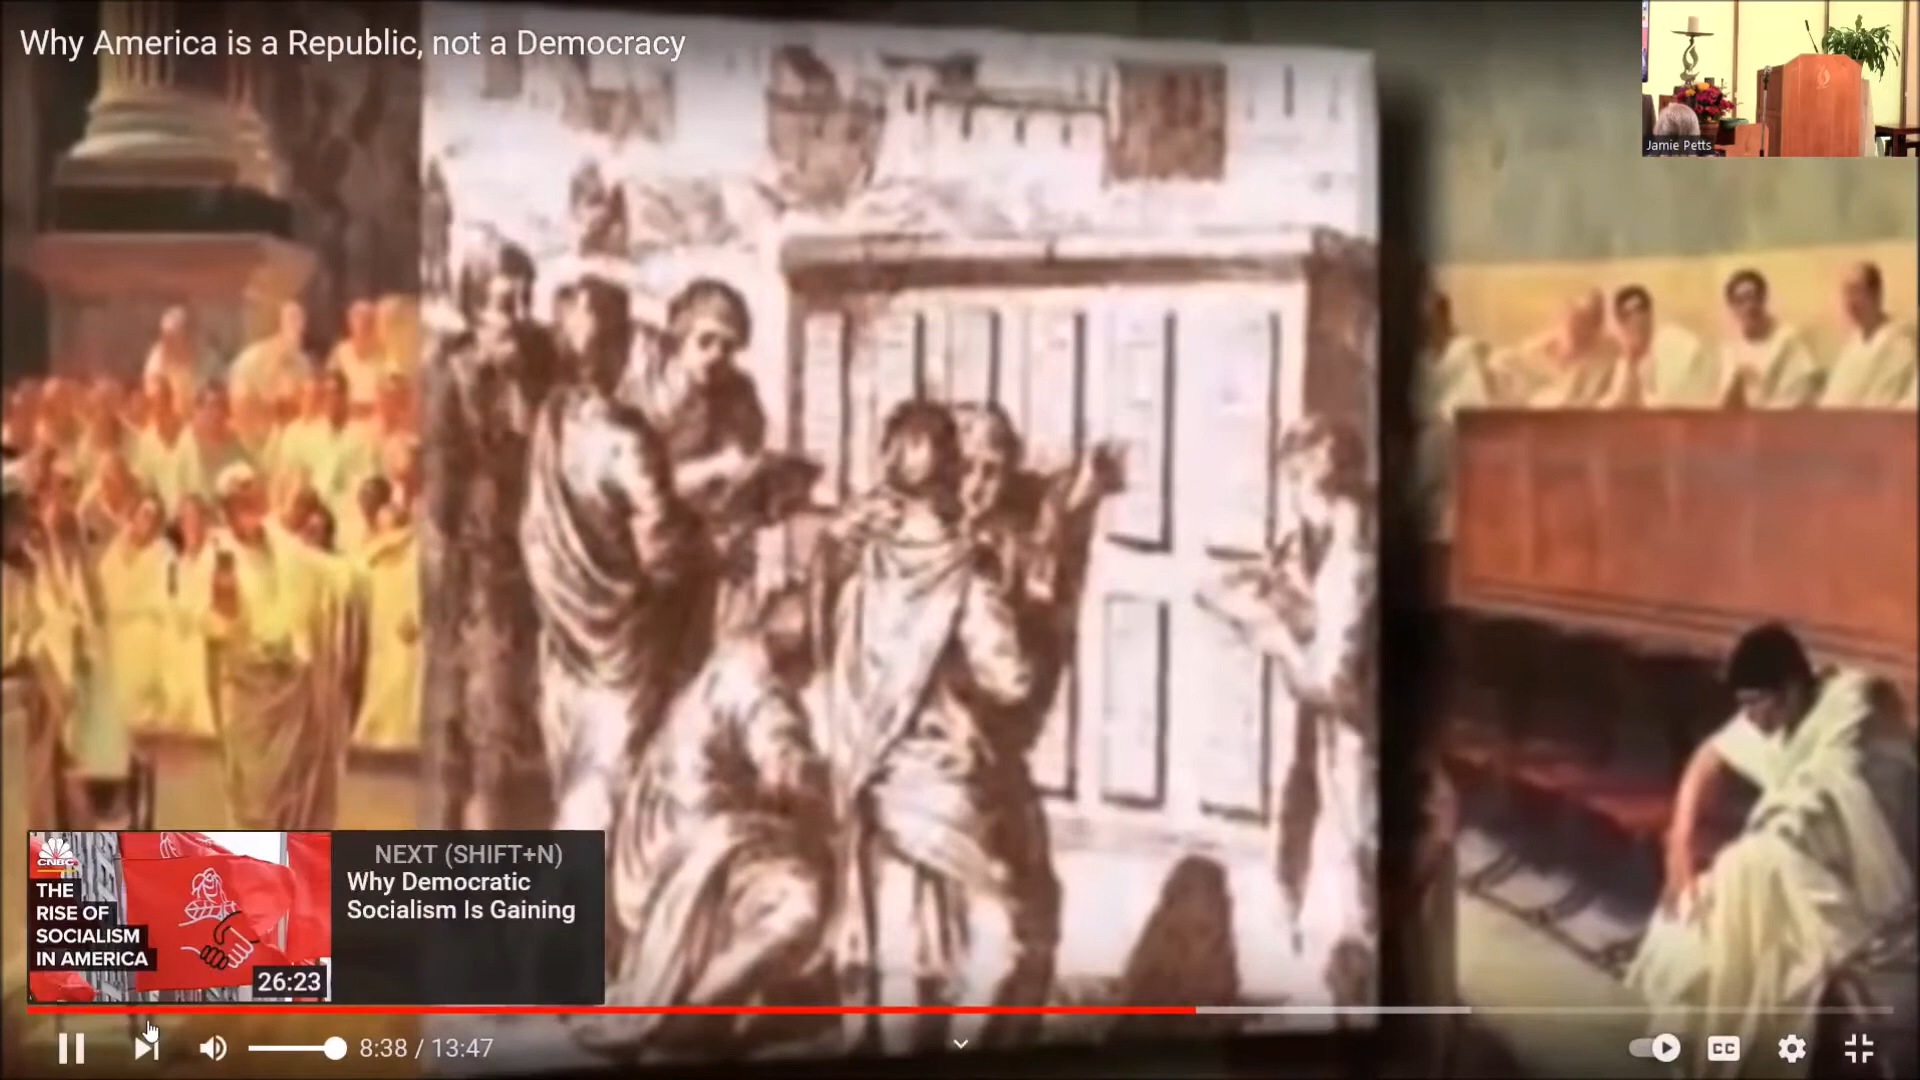 Why America is a Republic, not a Democracy
Jamie Petts
CNBC
THE
RISE OF
SOCIALISM
IN AMERICA
26:23
NEXT (SHIFT+N)
Why Democratic
Socialism Is Gaining
8:38 / 13:47
CC